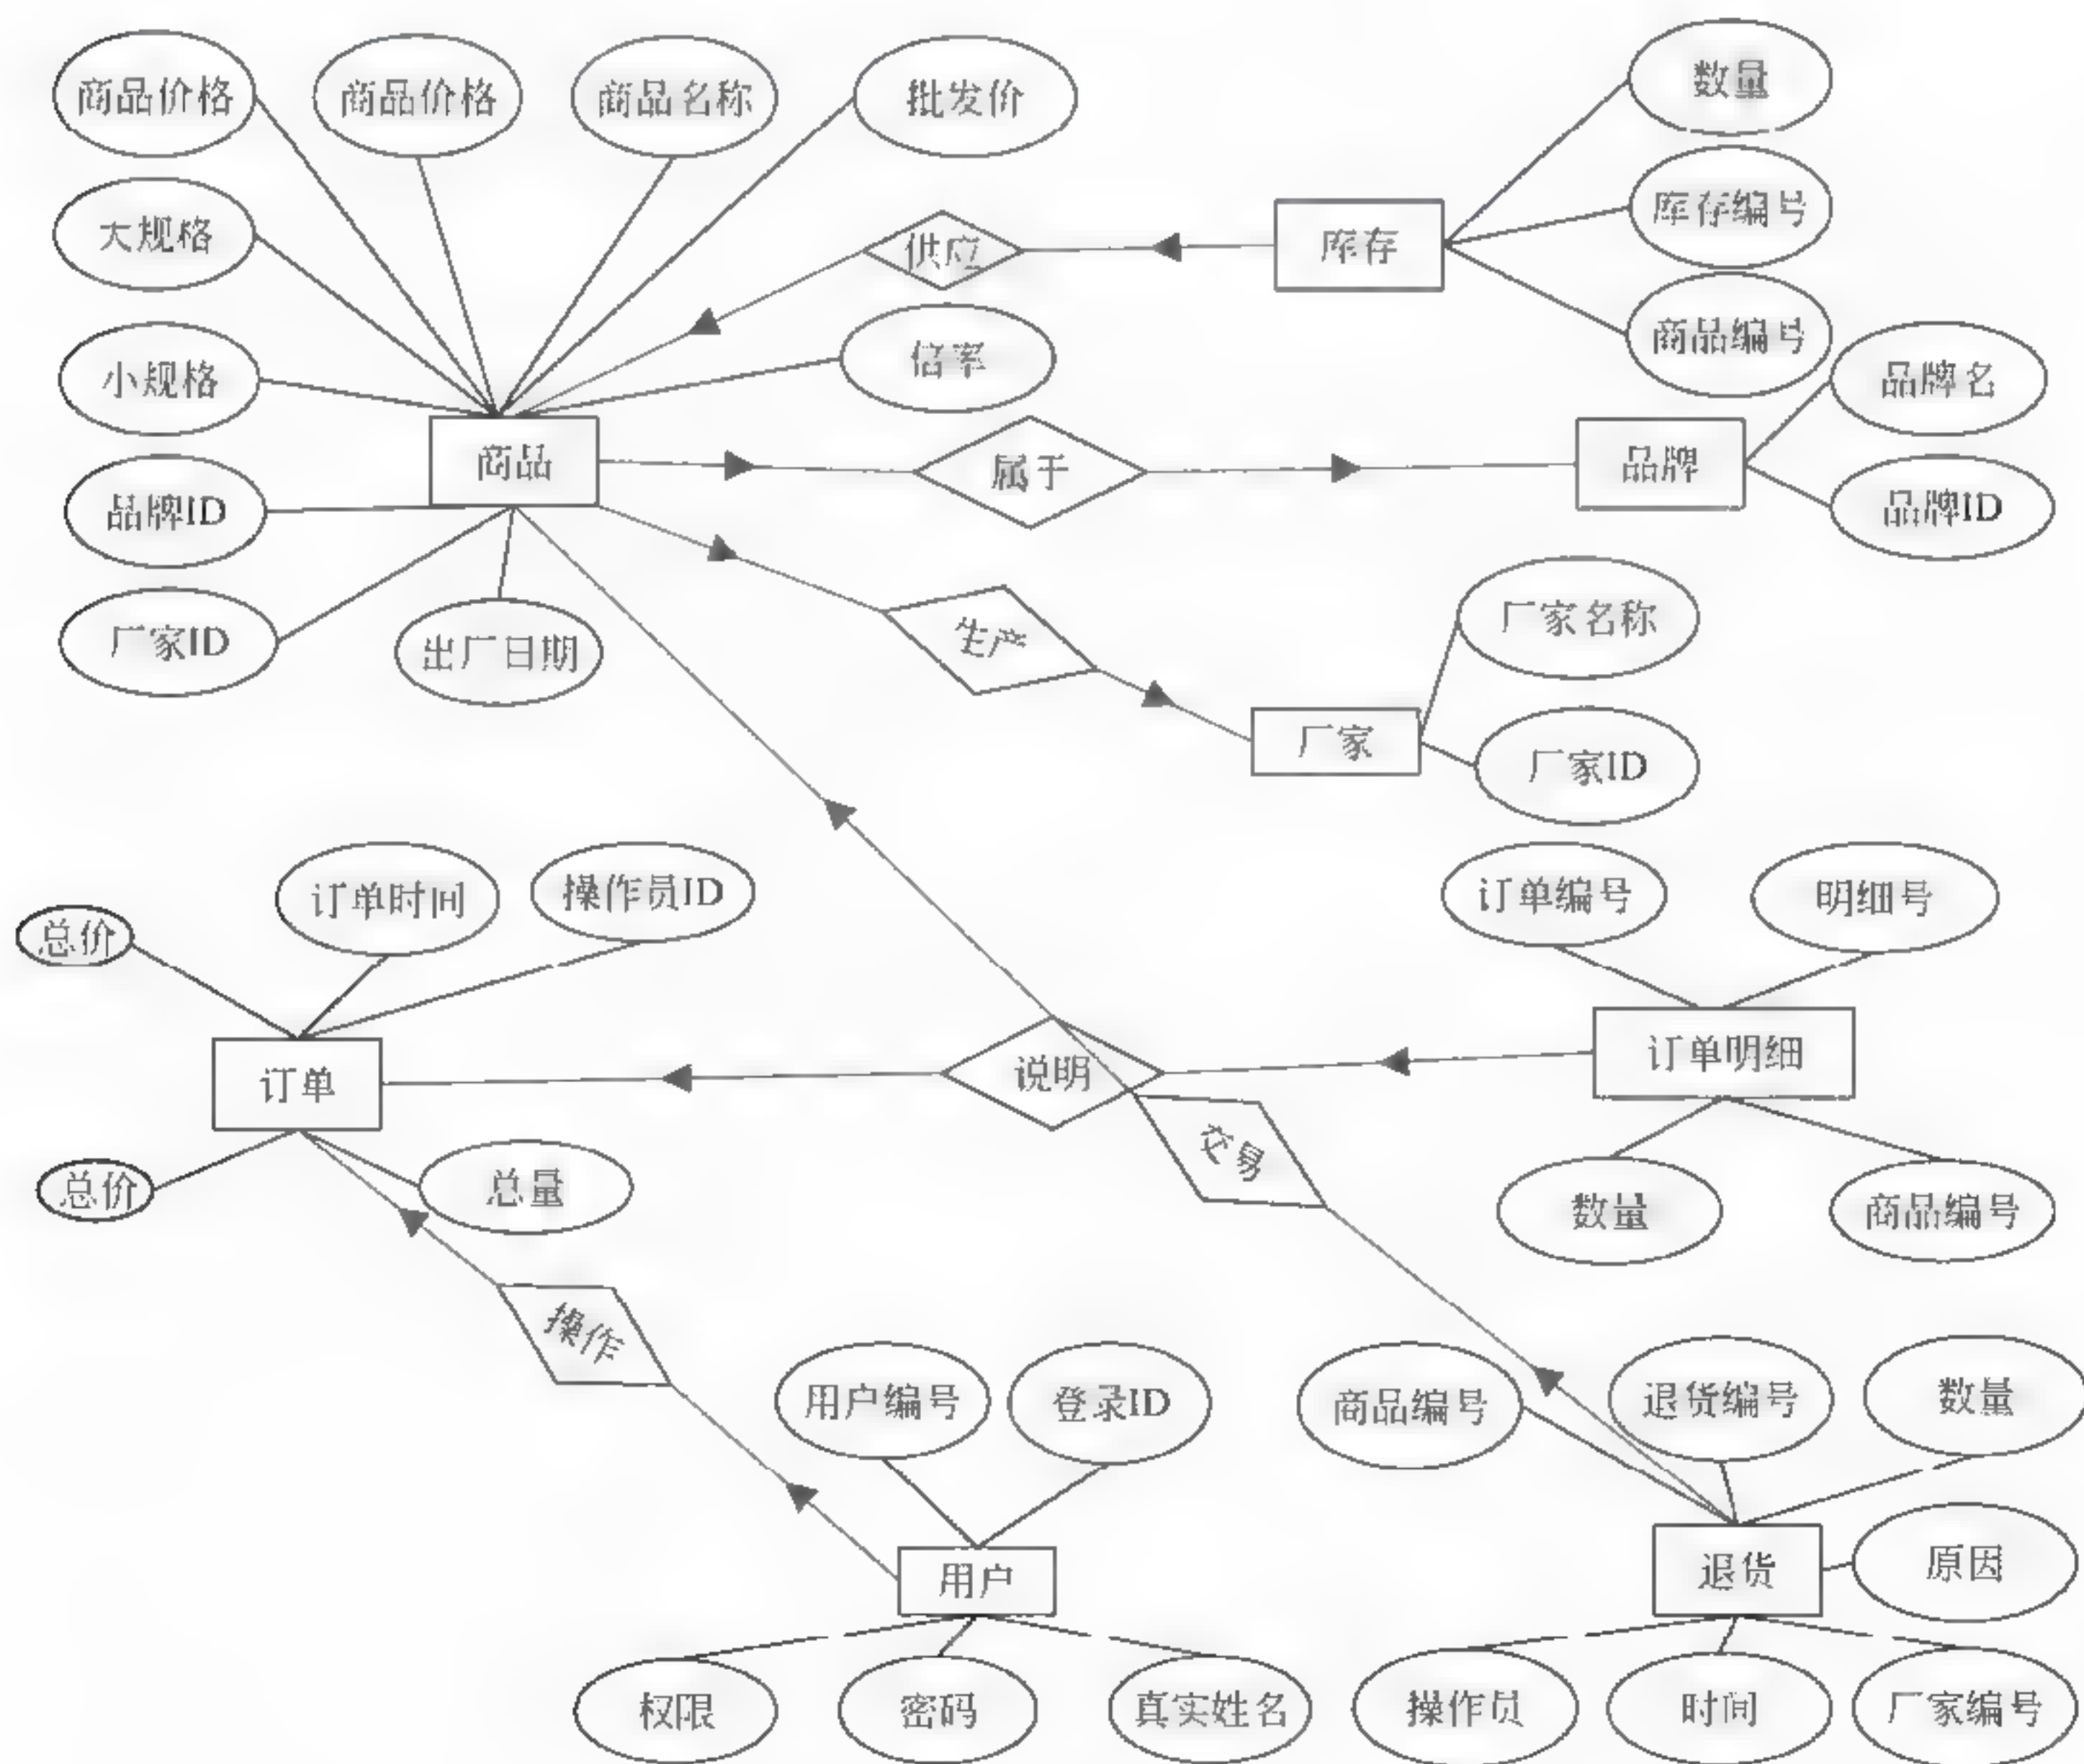 商品价格
商品价格
商品名称
批发价
数量
大规格
供应
库存
库存编号
商品编号
小规格
倍率
品牌名
商品
属于
品牌
品牌ID
品牌ID
厂家ID
出厂日期
生产
厂家名称
厂家
厂家ID
总价
订单时间
操作员ID
订单编号
明细号
订单
说明
订单明细
交易
总价
总量
数量
商品编号
操作
用户编号
登录ID
商品编号
退货编号
数量
用户
退货
原因
权限
密码
真实姓名
操作员
时间
厂家编号